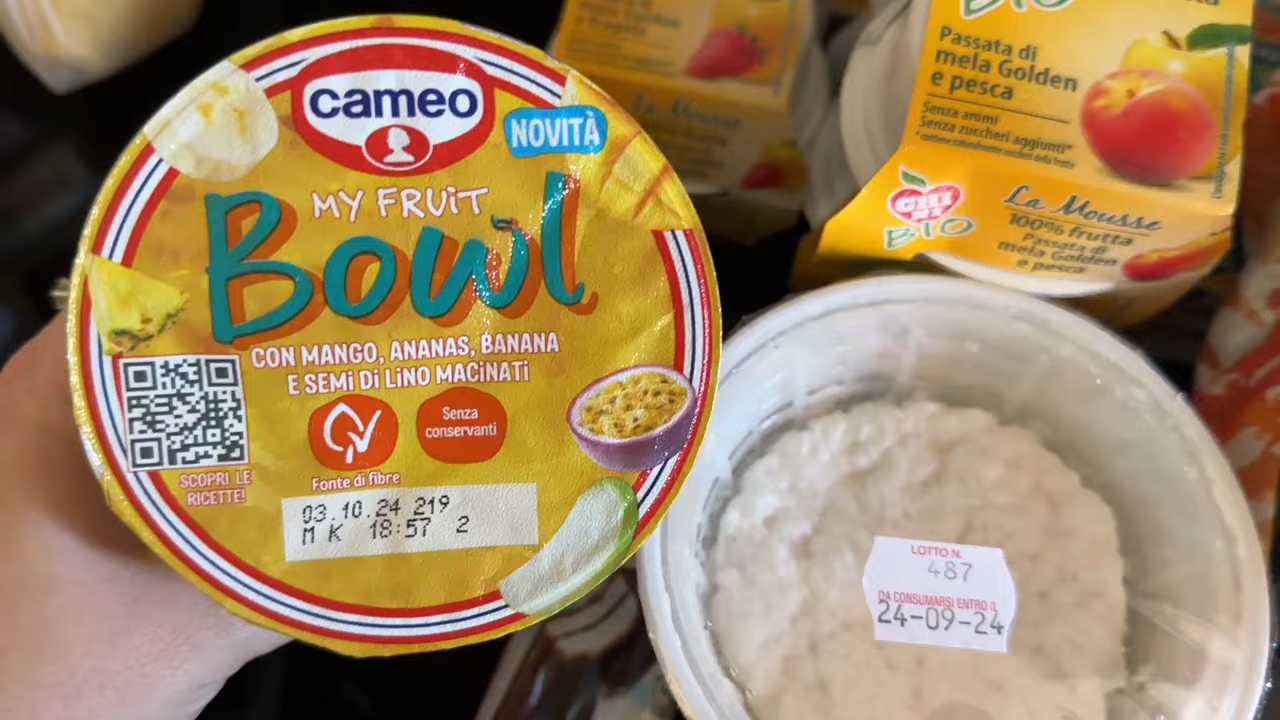 cameo
NOVITÀ
MY FRUIT
Bowl
CON MANGO, ANANAS, BANANA
E SEMI DI LINO MACINATI
Senza
conservanti
Fonte di fibre
SCOPRI LE
RICETTE!
03.10.24 219
M K 18:57 2
La Mousse
BIO
Passata di
mela Golden
e pesca
Senza aromi
Senza zuccheri aggiunti*
BIO
La Mousse
100% frutta
Passata di
mela Golden
e pesca
LOTTO N.
487
DA CONSUMARSI ENTRO IL
24-09-24